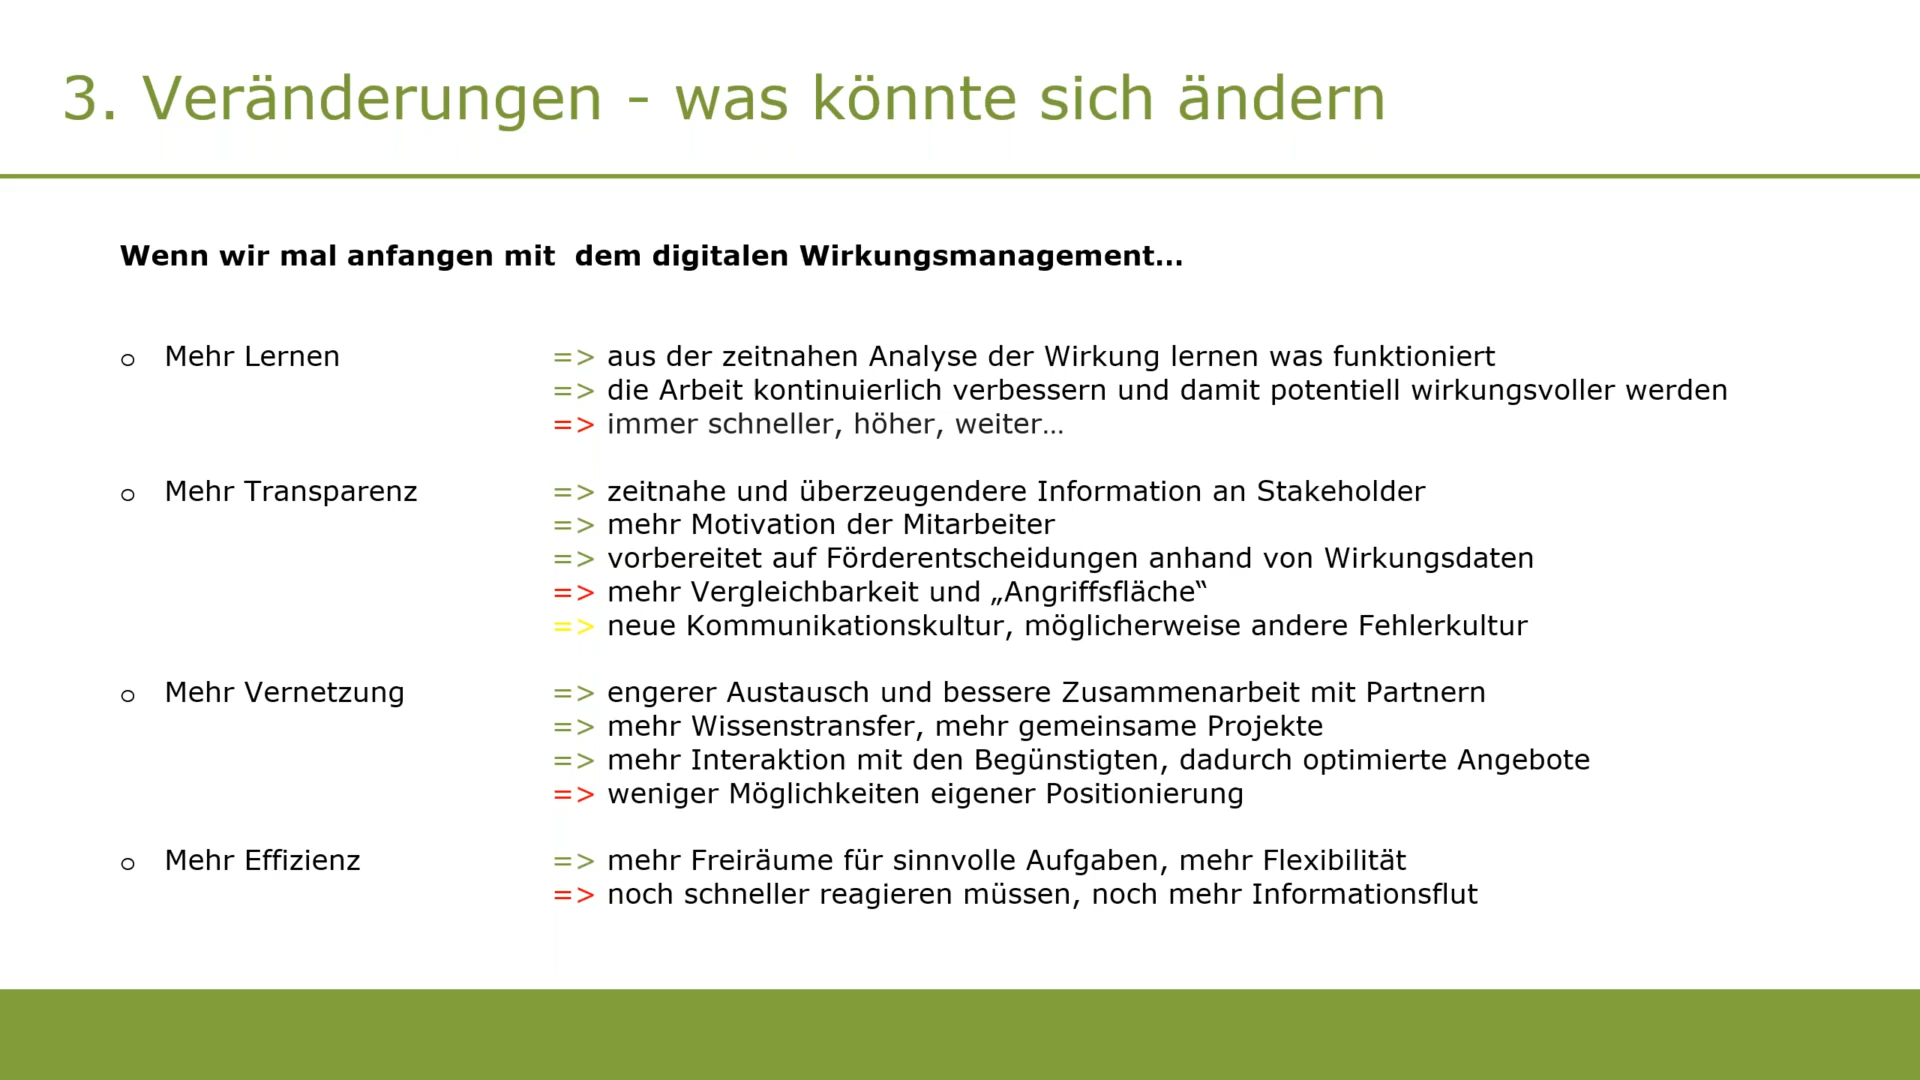 3. Veränderungen - was könnte sich ändern
Wenn wir mal anfangen mit  dem digitalen Wirkungsmanagement…
o Mehr Lernen => aus der zeitnahen Analyse der Wirkung lernen was funktioniert
=> die Arbeit kontinuierlich verbessern und damit potentiell wirkungsvoller werden
=> immer schneller, höher, weiter…
o Mehr Transparenz => zeitnahe und überzeugendere Information an Stakeholder
=> mehr Motivation der Mitarbeiter
=> vorbereitet auf Förderentscheidungen anhand von Wirkungsdaten
=> mehr Vergleichbarkeit und „Angriffsfläche“
=> neue Kommunikationskultur, möglicherweise andere Fehlerkultur
o Mehr Vernetzung => engerer Austausch und bessere Zusammenarbeit mit Partnern
=> mehr Wissenstransfer, mehr gemeinsame Projekte
=> mehr Interaktion mit den Begünstigten, dadurch optimierte Angebote
=> weniger Möglichkeiten eigener Positionierung
o Mehr Effizienz => mehr Freiräume für sinnvolle Aufgaben, mehr Flexibilität
=> noch schneller reagieren müssen, noch mehr Informationsflut